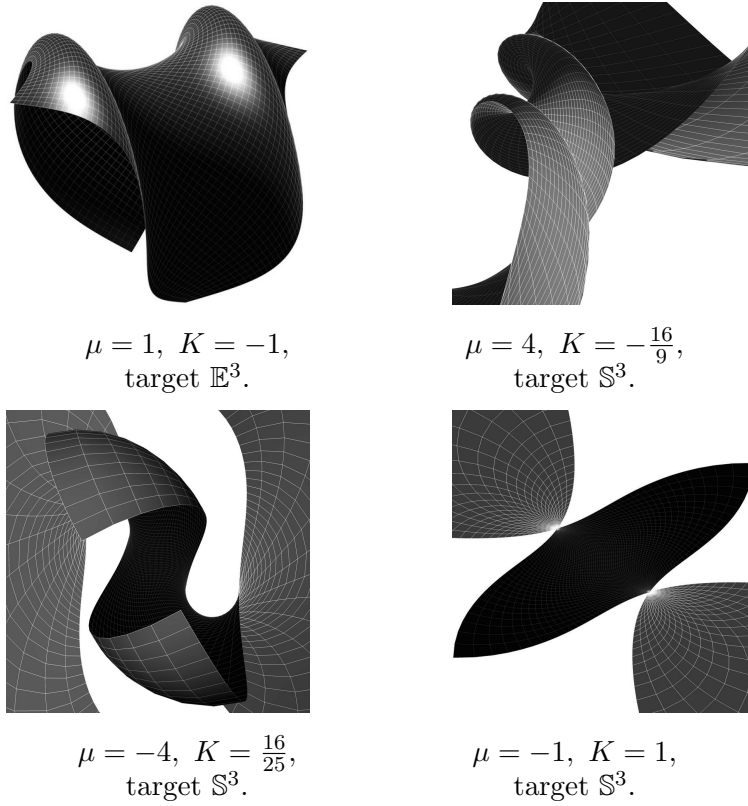 μ = 1, K = −1,
target 𝔼³.
μ = 4, K = −16/9,
target 𝕊³.
μ = −4, K = 16/25,
target 𝕊³.
μ = −1, K = 1,
target 𝕊³.